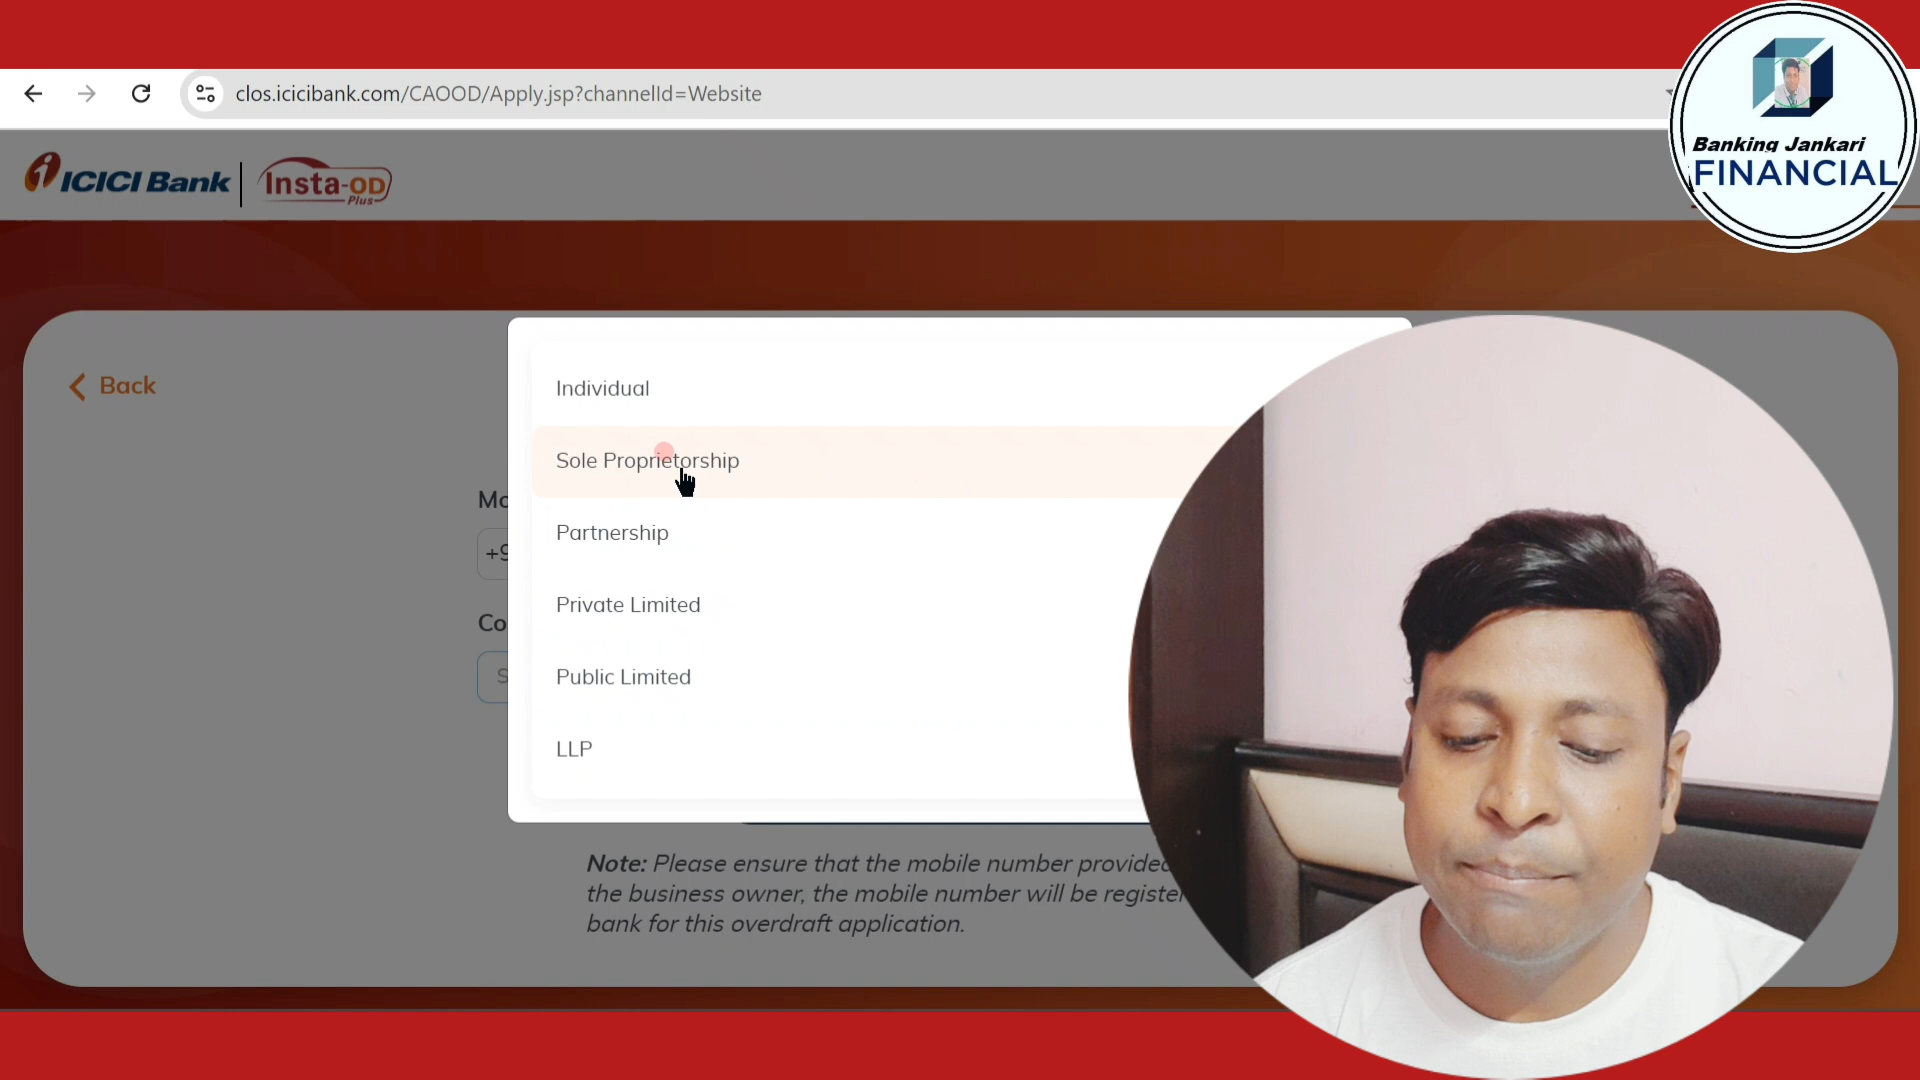 clos.icicibank.com/CAOOD/Apply.jsp?channelId=Website
Banking Jankari
FINANCIAL
ICICI Bank
Insta-OD
Plus
Back
Individual
Sole Proprietorship
Partnership
Private Limited
Public Limited
LLP
Note: Please ensure that the mobile number provided
the business owner, the mobile number will be
bank for this overdraft application.